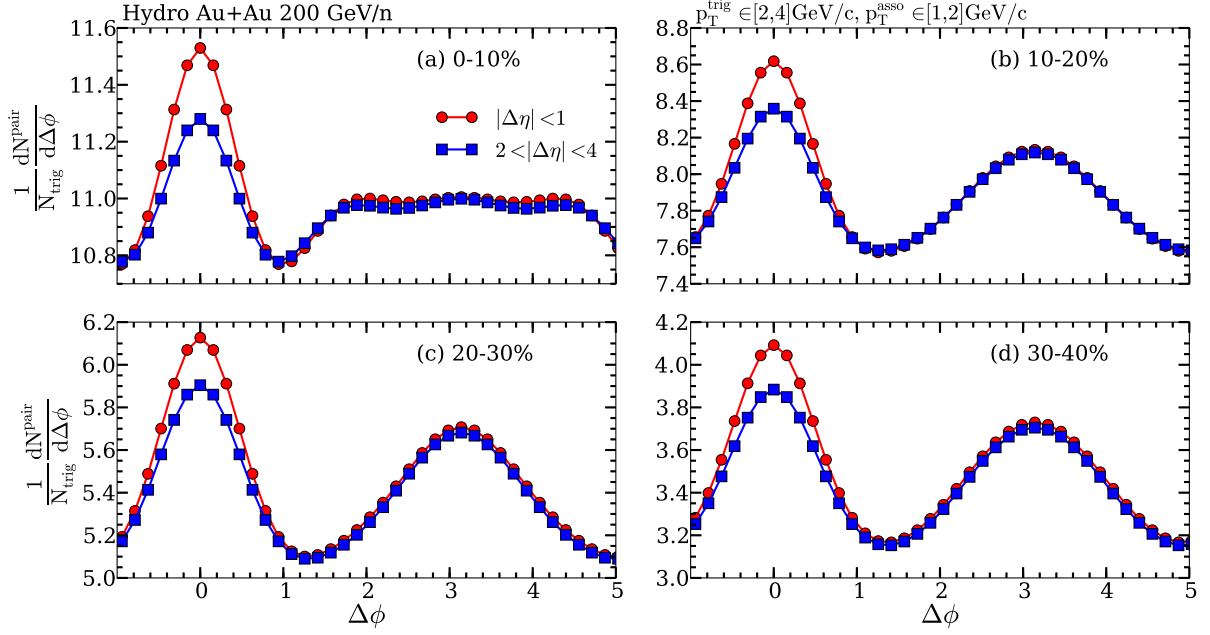 Hydro Au+Au 200 GeV/n
p_T^trig ∈[2,4]GeV/c, p_T^asso ∈[1,2]GeV/c
11.6
11.4
11.2
11.0
10.8
1/N_trig dN^pair/dΔϕ
(a) 0-10%
|Δη|<1
2<|Δη|<4
8.8
8.6
8.4
8.2
8.0
7.8
7.6
7.4
(b) 10-20%
6.2
6.0
5.8
5.6
5.4
5.2
5.0
1/N_trig dN^pair/dΔϕ
(c) 20-30%
0 1 2 3 4 5
Δϕ
4.2
4.0
3.8
3.6
3.4
3.2
3.0
(d) 30-40%
0 1 2 3 4 5
Δϕ